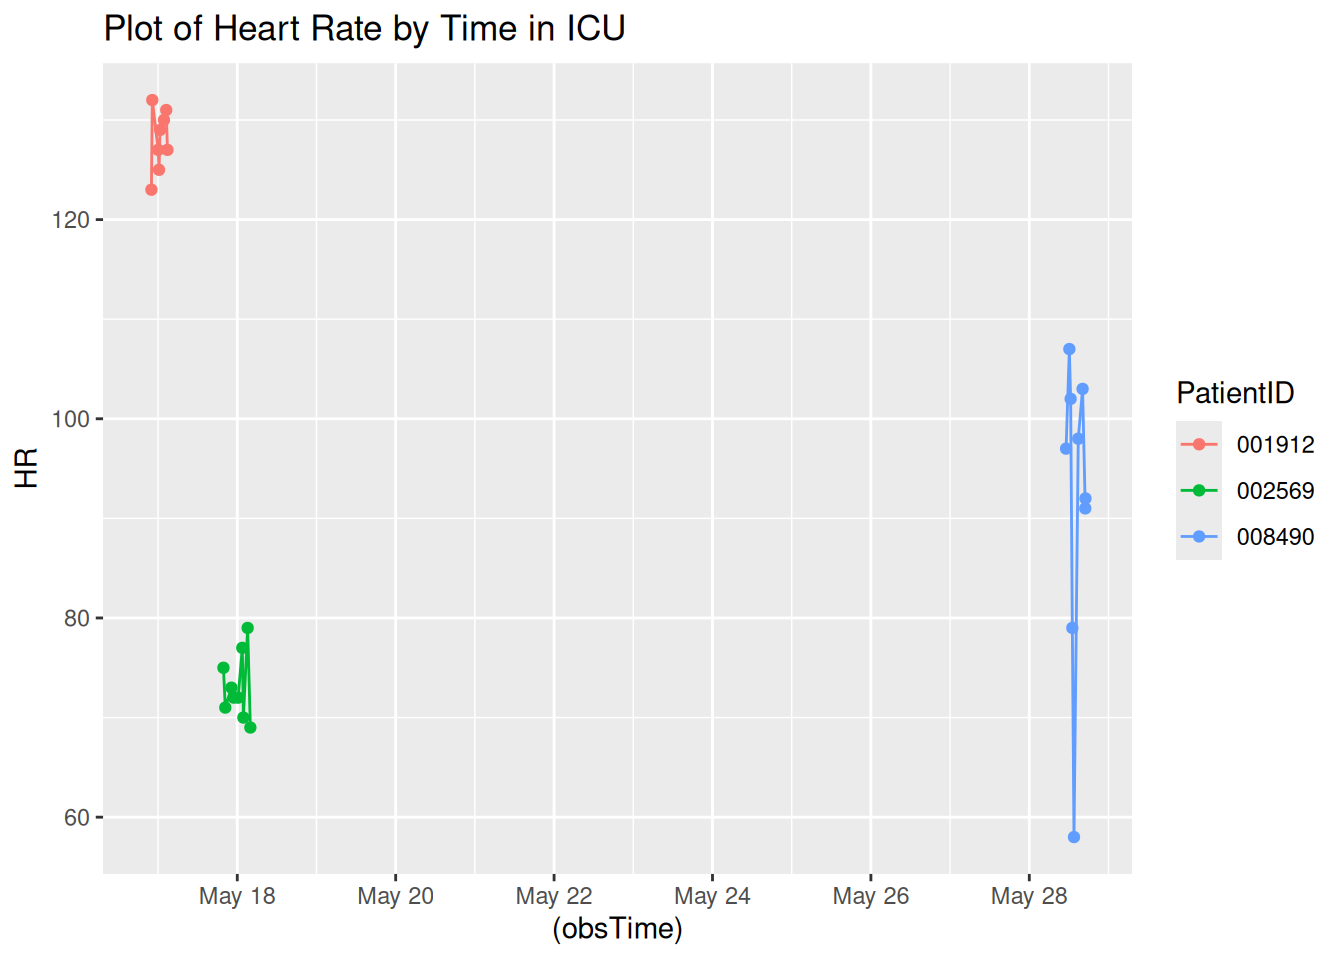 Plot of Heart Rate by Time in ICU
HR
120
100
80
60
May 18 May 20 May 22 May 24 May 26 May 28
(obsTime)
PatientID
001912
002569
008490